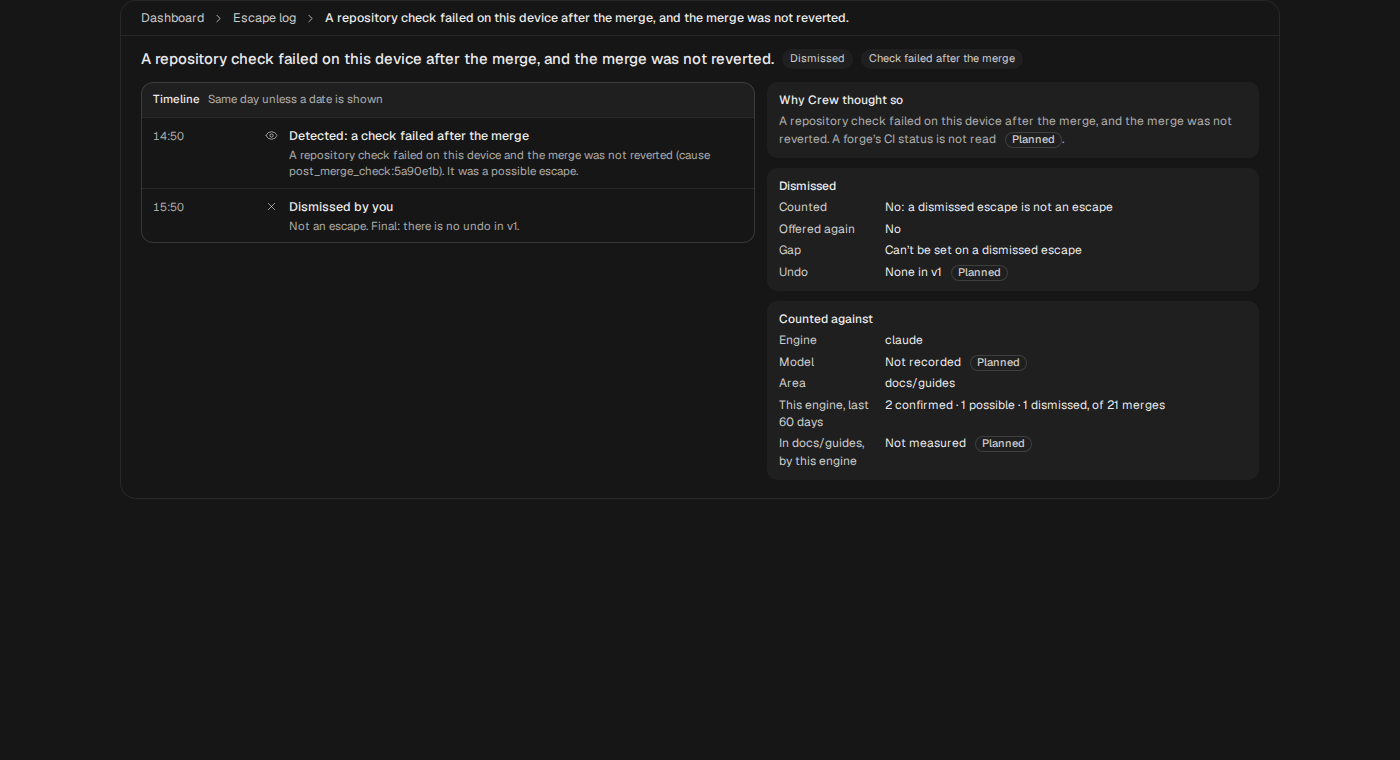 Dashboard > Escape log > A repository check failed on this device after the merge, and the merge was not reverted.
A repository check failed on this device after the merge, and the merge was not reverted. Dismissed Check failed after the merge
Timeline Same day unless a date is shown
14:50 Detected: a check failed after the merge
A repository check failed on this device and the merge was not reverted (cause
post_merge_check:5a90e1b). It was a possible escape.
15:50 Dismissed by you
Not an escape. Final: there is no undo in v1.
Why Crew thought so
A repository check failed on this device after the merge, and the merge was not
reverted. A forge's CI status is not read Planned.
Dismissed
Counted No: a dismissed escape is not an escape
Offered again No
Gap Can't be set on a dismissed escape
Undo None in v1 Planned
Counted against
Engine claude
Model Not recorded Planned
Area docs/guides
This engine, last 2 confirmed · 1 possible · 1 dismissed, of 21 merges
60 days
In docs/guides, Not measured Planned
by this engine